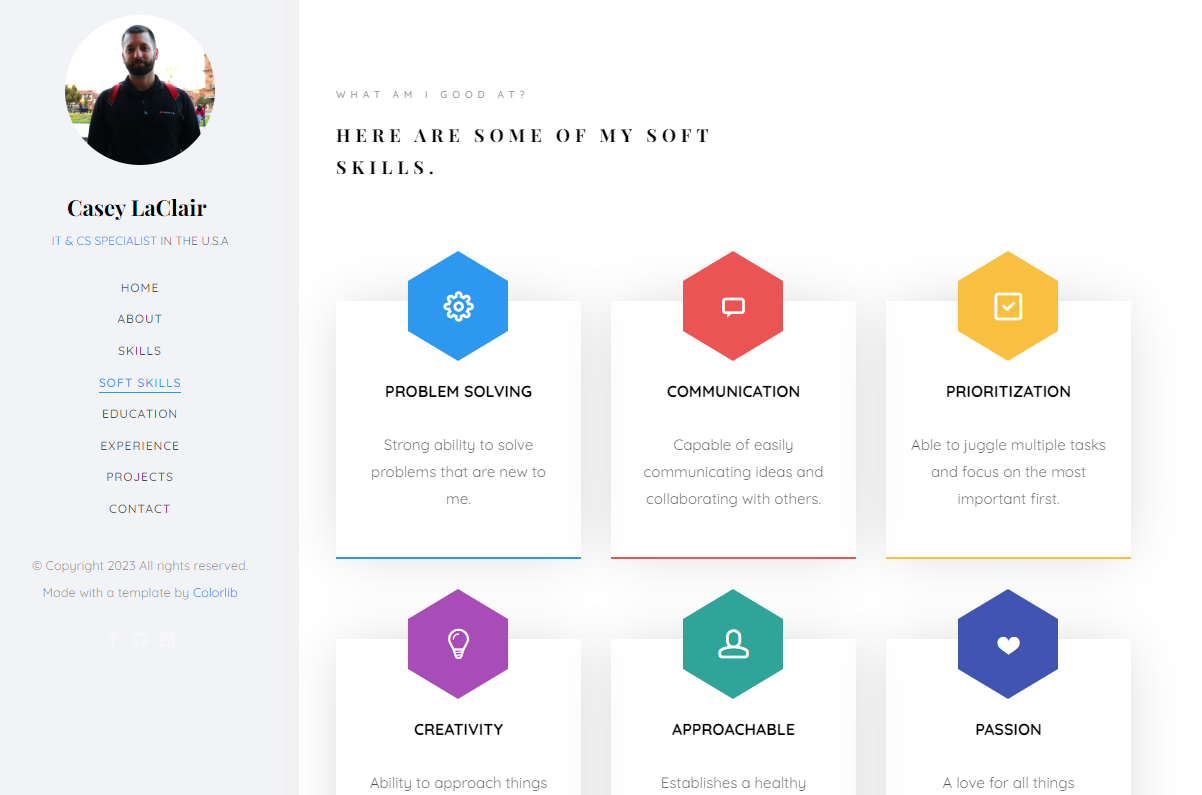 Casey LaClair
IT & CS SPECIALIST IN THE U.S.A
HOME
ABOUT
SKILLS
SOFT SKILLS
EDUCATION
EXPERIENCE
PROJECTS
CONTACT
© Copyright 2023 All rights reserved.
Made with a template by Colorlib
WHAT AM I GOOD AT?
HERE ARE SOME OF MY SOFT
SKILLS.
PROBLEM SOLVING
Strong ability to solve
problems that are new to
me.
COMMUNICATION
Capable of easily
communicating ideas and
collaborating with others.
PRIORITIZATION
Able to juggle multiple tasks
and focus on the most
important first.
CREATIVITY
Ability to approach things
APPROACHABLE
Establishes a healthy
PASSION
A love for all things